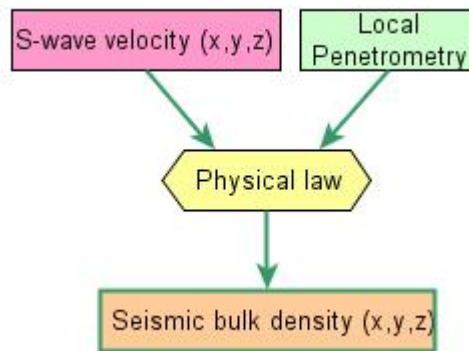 S-wave velocity (x,y,z)
Local
Penetrometry
Physical law
Seismic bulk density (x,y,z)